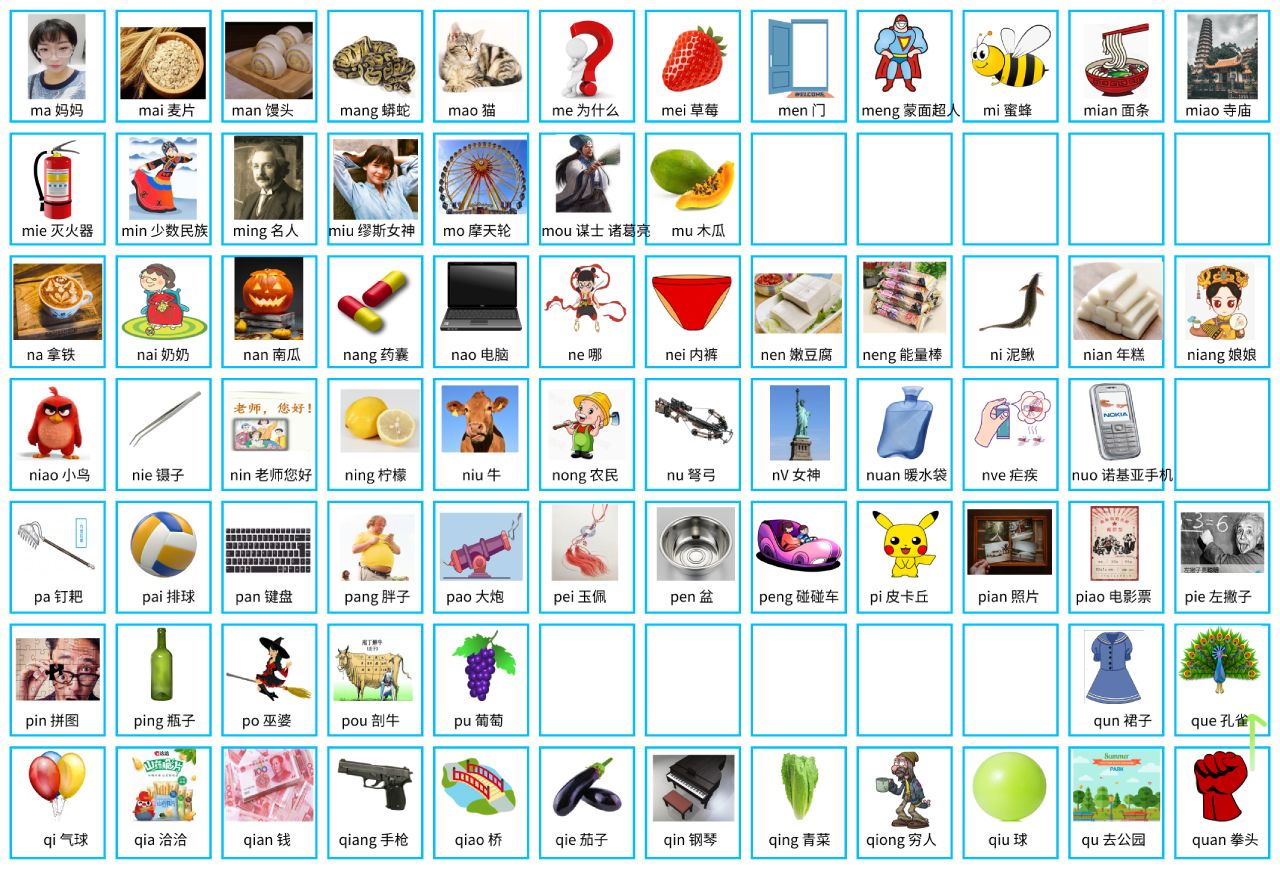 WELCOME
ma 妈妈
mai 麦片
man 馒头
mang 蟒蛇
mao 猫
me 为什么
mei 草莓
men 门
meng 蒙面超人
mi 蜜蜂
mian 面条
miao 寺庙
mie 灭火器
min 少数民族
ming 名人
miu 缪斯女神
mo 摩天轮
mou 谋士 诸葛亮
mu 木瓜
na 拿铁
nai 奶奶
nan 南瓜
nang 药囊
nao 电脑
ne 哪
nei 内裤
nen 嫩豆腐
neng 能量棒
ni 泥鳅
nian 年糕
niang 娘娘
老师，您好!
NOKIA
niao 小鸟
nie 镊子
nin 老师您好
ning 柠檬
niu 牛
nong 农民
nu 弩弓
nV 女神
nuan 暖水袋
nve 疟疾
nuo 诺基亚手机
-3=6
左撇子
pa 钉耙
pai 排球
pan 键盘
pang 胖子
pao 大炮
pei 玉佩
pen 盆
peng 碰碰车
pi 皮卡丘
pian 照片
piao 电影票
pie 左撇子
庖丁解牛
pin 拼图
ping 瓶子
po 巫婆
pou 剖牛
pu 葡萄
qun 裙子
que 孔雀
洽洽
100
Summer
PARK
qi 气球
qia 洽洽
qian 钱
qiang 手枪
qiao 桥
qie 茄子
qin 钢琴
qing 青菜
qiong 穷人
qiu 球
qu 去公园
quan 拳头